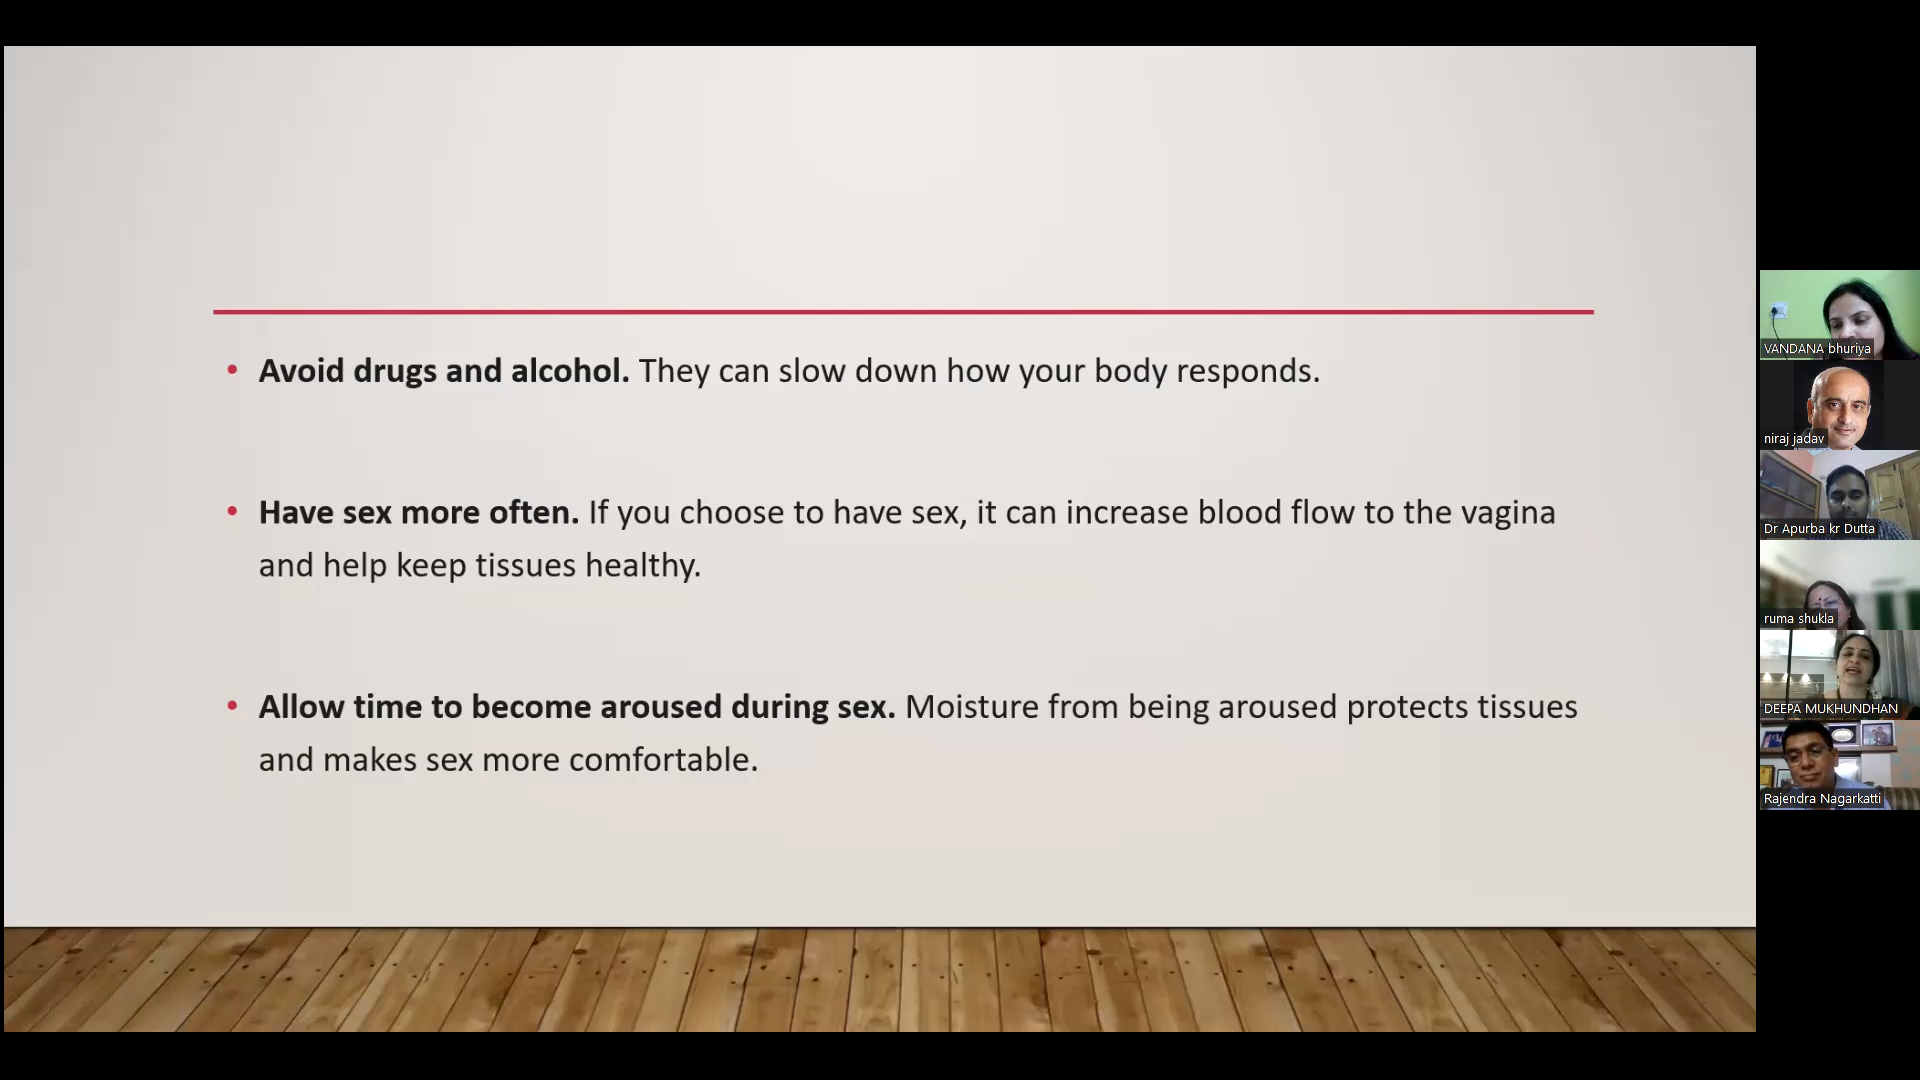 • Avoid drugs and alcohol. They can slow down how your body responds.
• Have sex more often. If you choose to have sex, it can increase blood flow to the vagina
and help keep tissues healthy.
• Allow time to become aroused during sex. Moisture from being aroused protects tissues
and makes sex more comfortable.
VANDANA bhuriya
niraj jadav
Dr Apurba kr Dutta
ruma shukla
DEEPA MUKHUNDHAN
Rajendra Nagarkatti